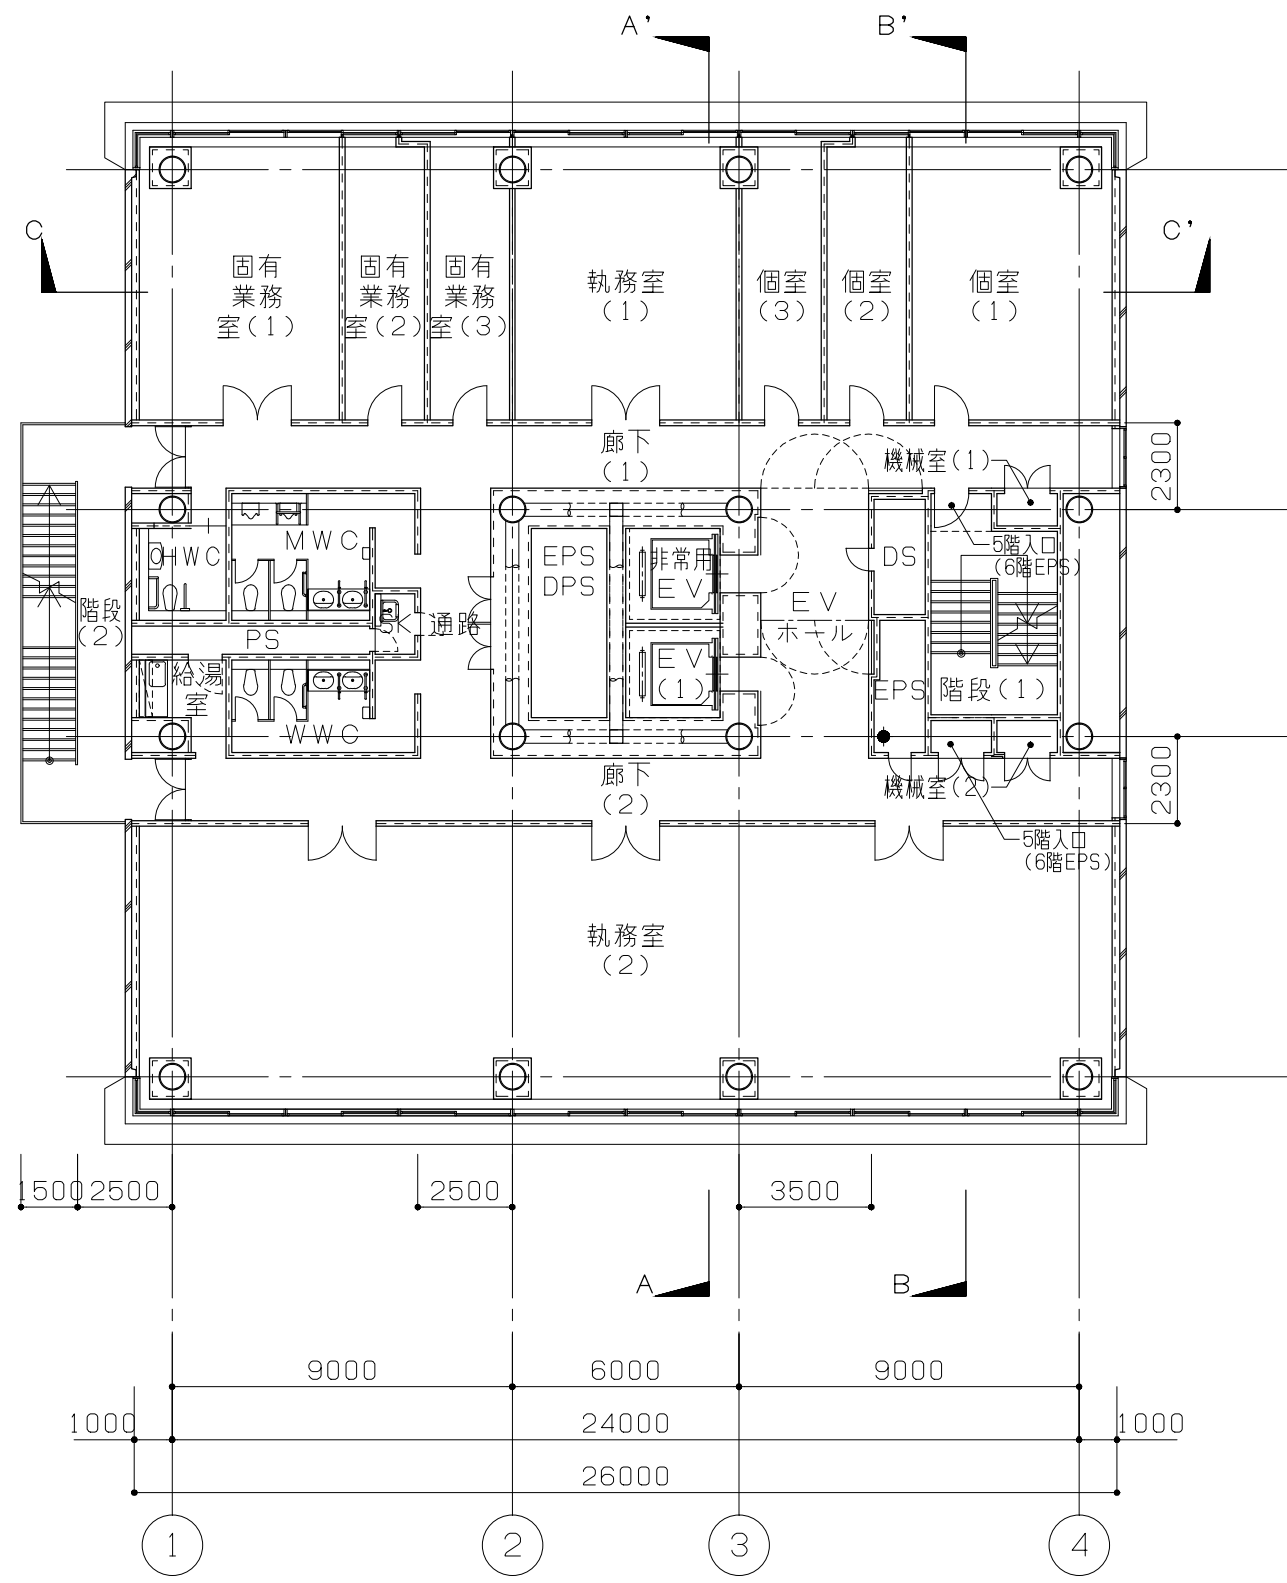 A'
B'
C
C'
固有
業務
室(1)
固有
業務
室(2)
固有
業務
室(3)
執務室
(1)
個室
(3)
個室
(2)
個室
(1)
廊下
(1)
機械室(1)
2300
5階入口
(6階EPS)
HWC
MWC
EPS
DPS
非常用
EV
DS
EV
ホール
階段
(2)
PS
SK
通路
給湯
室
EV
(1)
EPS
階段(1)
WWC
廊下
(2)
機械室(2)
2300
5階入口
(6階EPS)
執務室
(2)
1500
2500
2500
3500
A
B
9000
6000
9000
1000
24000
1000
26000
1
2
3
4